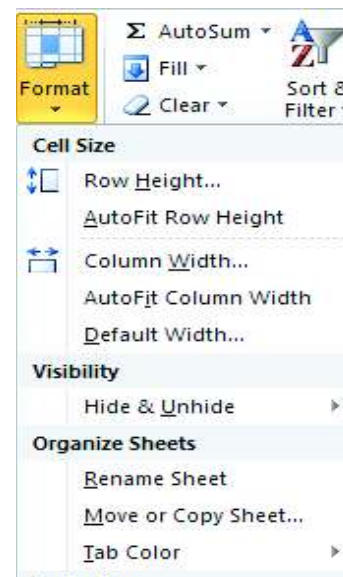 Σ AutoSum
Fill
Format
Clear
Sort &
Filter
Cell Size
Row Height...
AutoFit Row Height
Column Width...
AutoFit Column Width
Default Width...
Visibility
Hide & Unhide
Organize Sheets
Rename Sheet
Move or Copy Sheet...
Tab Color